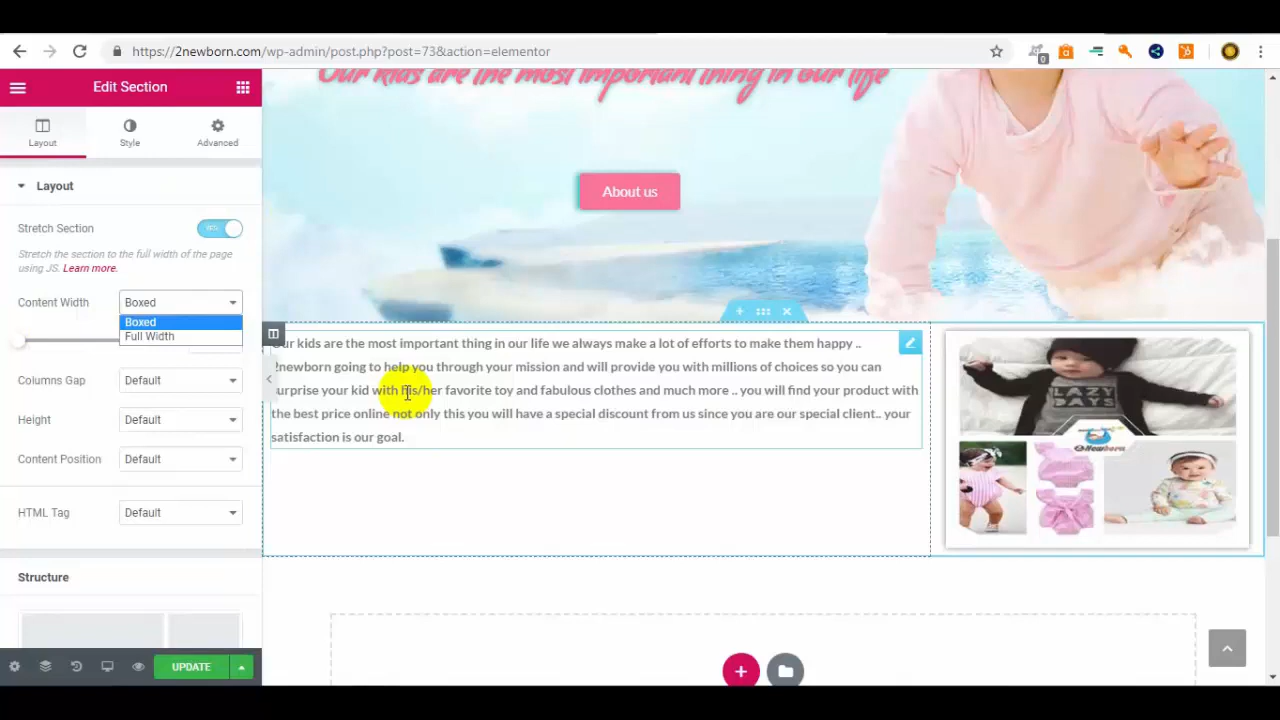 https://2newborn.com/wp-admin/post.php?post=73&action=elementor
0
Edit Section
Layout
Style
Advanced
Layout
Stretch Section
YES
Stretch the section to the full width of the page
using JS. Learn more.
Content Width
Boxed
Boxed
Full Width
Columns Gap
Default
Height
Default
Content Position
Default
HTML Tag
Default
Structure
UPDATE
Our kids are the most important thing in our life
About us
Our kids are the most important thing in our life we always make a lot of efforts to make them happy ..
2newborn going to help you through your mission and will provide you with millions of choices so you can
surprise your kid with his/her favorite toy and fabulous clothes and much more .. you will find your product with
the best price online not only this you will have a special discount from us since you are our special client.. your
satisfaction is our goal.
LAZY
DAYS
2Newborn